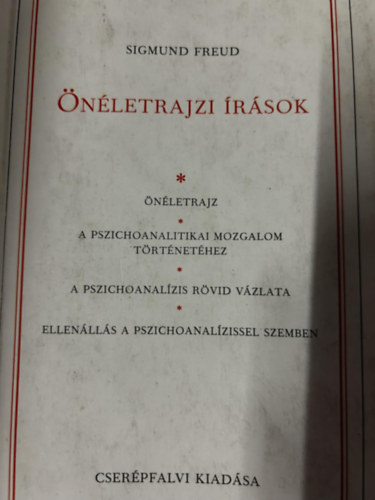 SIGMUND FREUD
ÖNÉLETRAJZI ÍRÁSOK
*
ÖNÉLETRAJZ
•
A PSZICHOANALITIKAI MOZGALOM
TÖRTÉNETÉHEZ
•
A PSZICHOANALÍZIS RÖVID VÁZLATA
•
ELLENÁLLÁS A PSZICHOANALÍZISSEL SZEMBEN
CSERÉPFALVI KIADÁSA